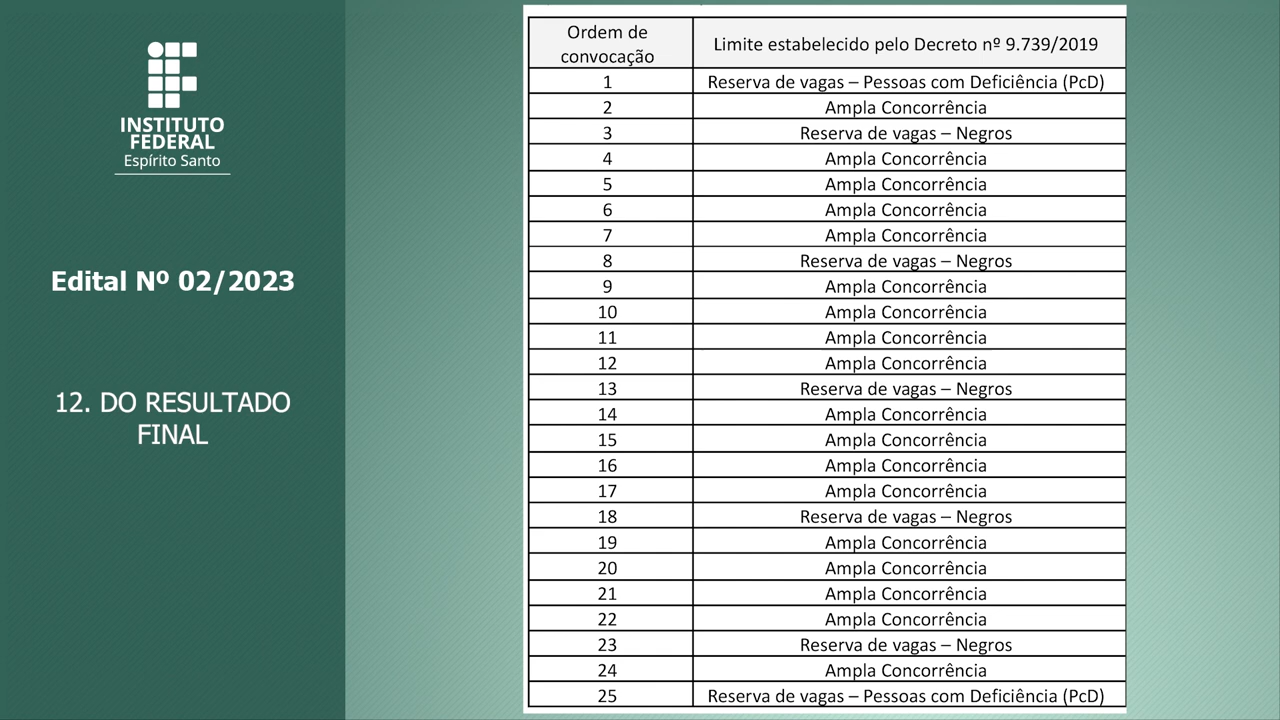 INSTITUTO
FEDERAL
Espírito Santo
Edital Nº 02/2023
12. DO RESULTADO
FINAL
Ordem de
convocação
Limite estabelecido pelo Decreto nº 9.739/2019
1 Reserva de vagas – Pessoas com Deficiência (PcD)
2 Ampla Concorrência
3 Reserva de vagas – Negros
4 Ampla Concorrência
5 Ampla Concorrência
6 Ampla Concorrência
7 Ampla Concorrência
8 Reserva de vagas – Negros
9 Ampla Concorrência
10 Ampla Concorrência
11 Ampla Concorrência
12 Ampla Concorrência
13 Reserva de vagas – Negros
14 Ampla Concorrência
15 Ampla Concorrência
16 Ampla Concorrência
17 Ampla Concorrência
18 Reserva de vagas – Negros
19 Ampla Concorrência
20 Ampla Concorrência
21 Ampla Concorrência
22 Ampla Concorrência
23 Reserva de vagas – Negros
24 Ampla Concorrência
25 Reserva de vagas – Pessoas com Deficiência (PcD)